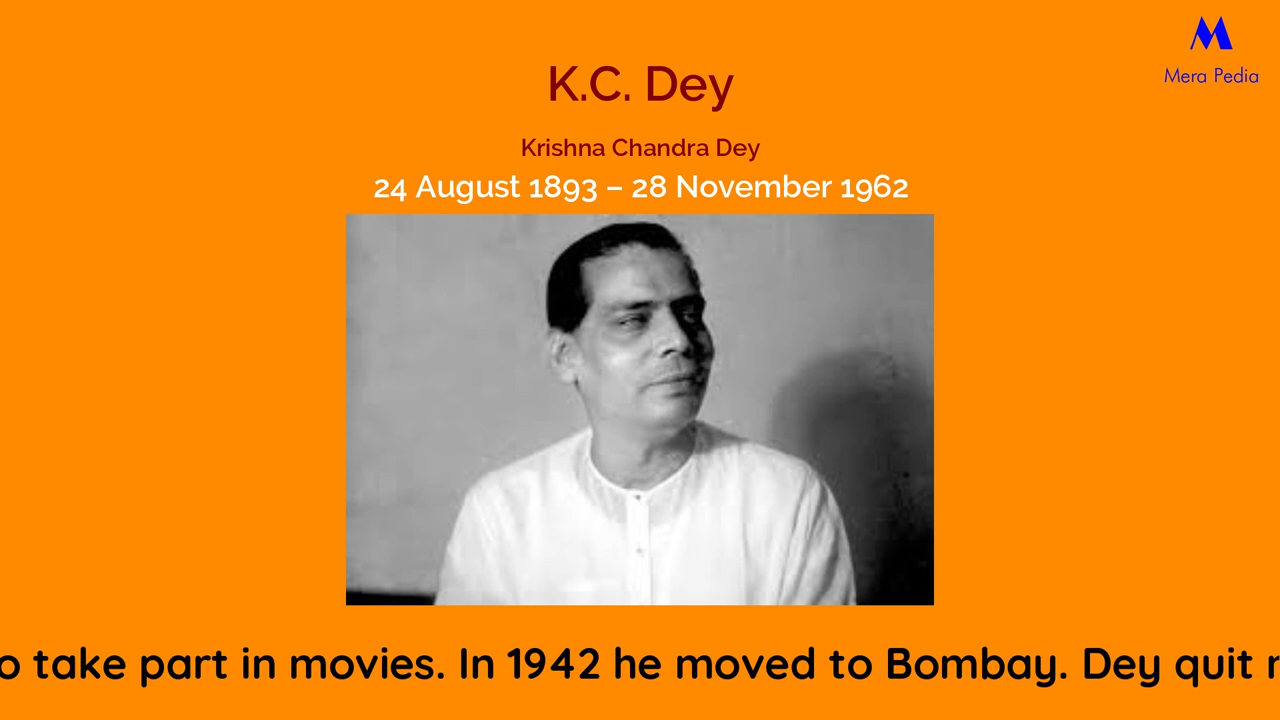 Mera Pedia
K.C. Dey
Krishna Chandra Dey
24 August 1893 – 28 November 1962
o take part in movies. In 1942 he moved to Bombay. Dey quit